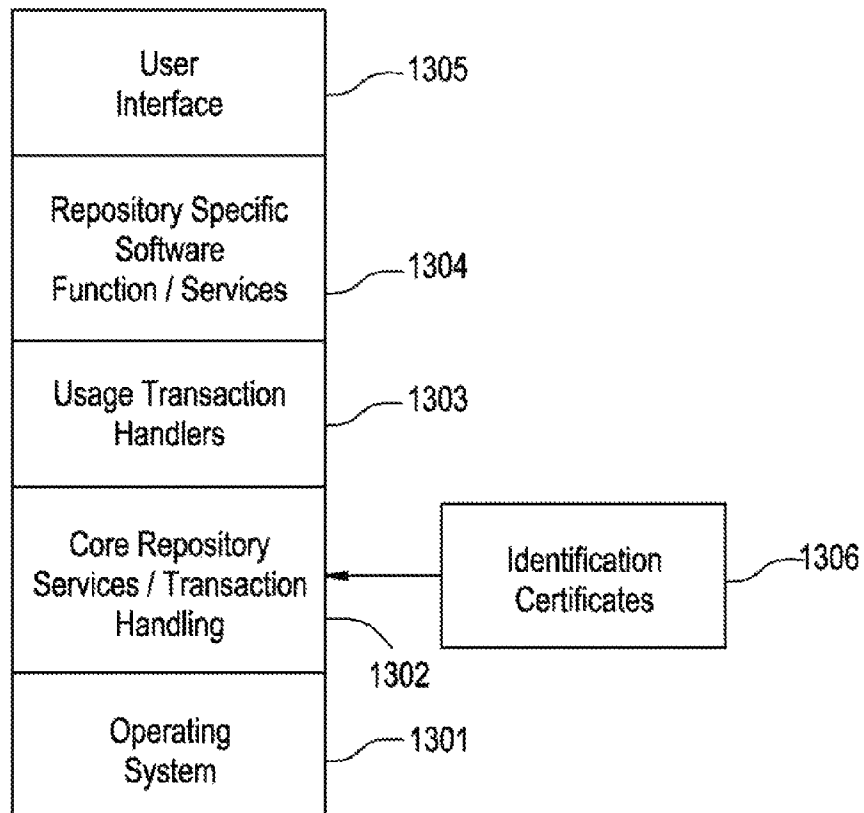 User
Interface
1305
Repository Specific
Software
Function / Services
1304
Usage Transaction
Handlers
1303
Core Repository
Services / Transaction
Handling
1302
Identification
Certificates
1306
Operating
System
1301